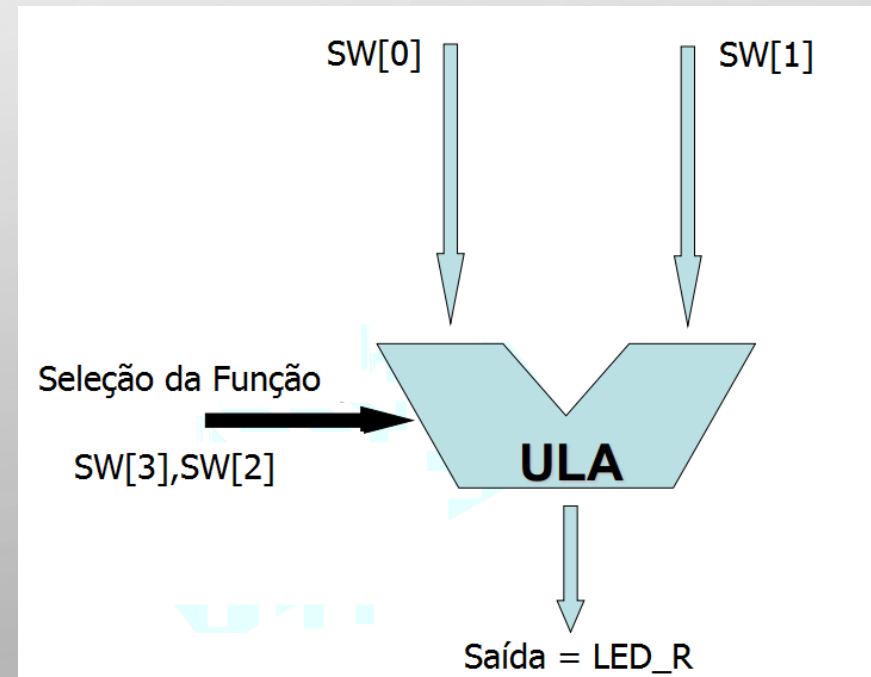 SW[0]
SW[1]
Seleção da Função
SW[3],SW[2]
ULA
Saída = LED_R